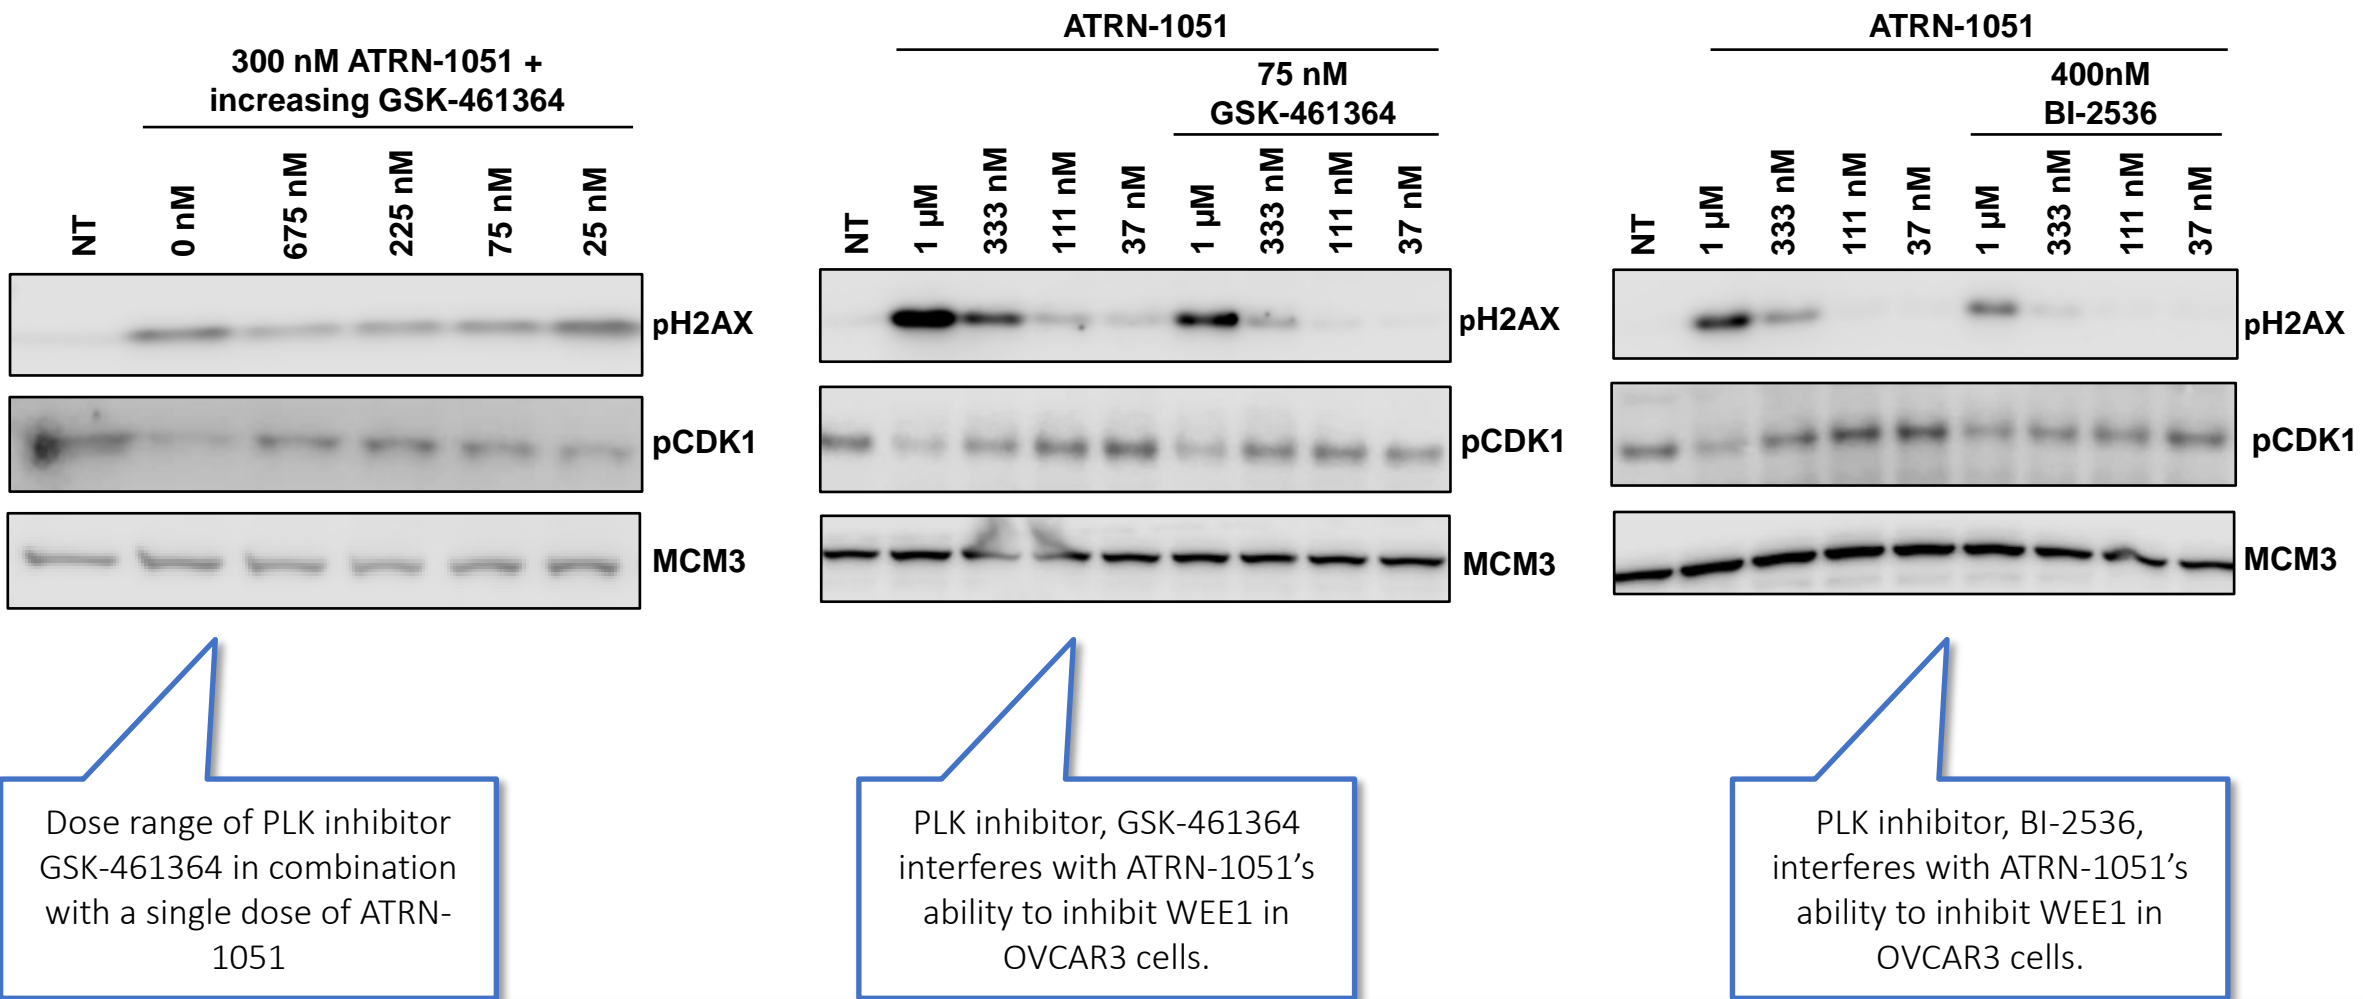 300 nM ATRN-1051 +
increasing GSK-461364
NT
0 nM
675 nM
225 nM
75 nM
25 nM
pH2AX
pCDK1
MCM3
Dose range of PLK inhibitor
GSK-461364 in combination
with a single dose of ATRN-
1051
ATRN-1051
75 nM
GSK-461364
NT
1 µM
333 nM
111 nM
37 nM
1 µM
333 nM
111 nM
37 nM
pH2AX
pCDK1
MCM3
PLK inhibitor, GSK-461364
interferes with ATRN-1051’s
ability to inhibit WEE1 in
OVCAR3 cells.
ATRN-1051
400nM
BI-2536
NT
1 µM
333 nM
111 nM
37 nM
1 µM
333 nM
111 nM
37 nM
pH2AX
pCDK1
MCM3
PLK inhibitor, BI-2536,
interferes with ATRN-1051’s
ability to inhibit WEE1 in
OVCAR3 cells.